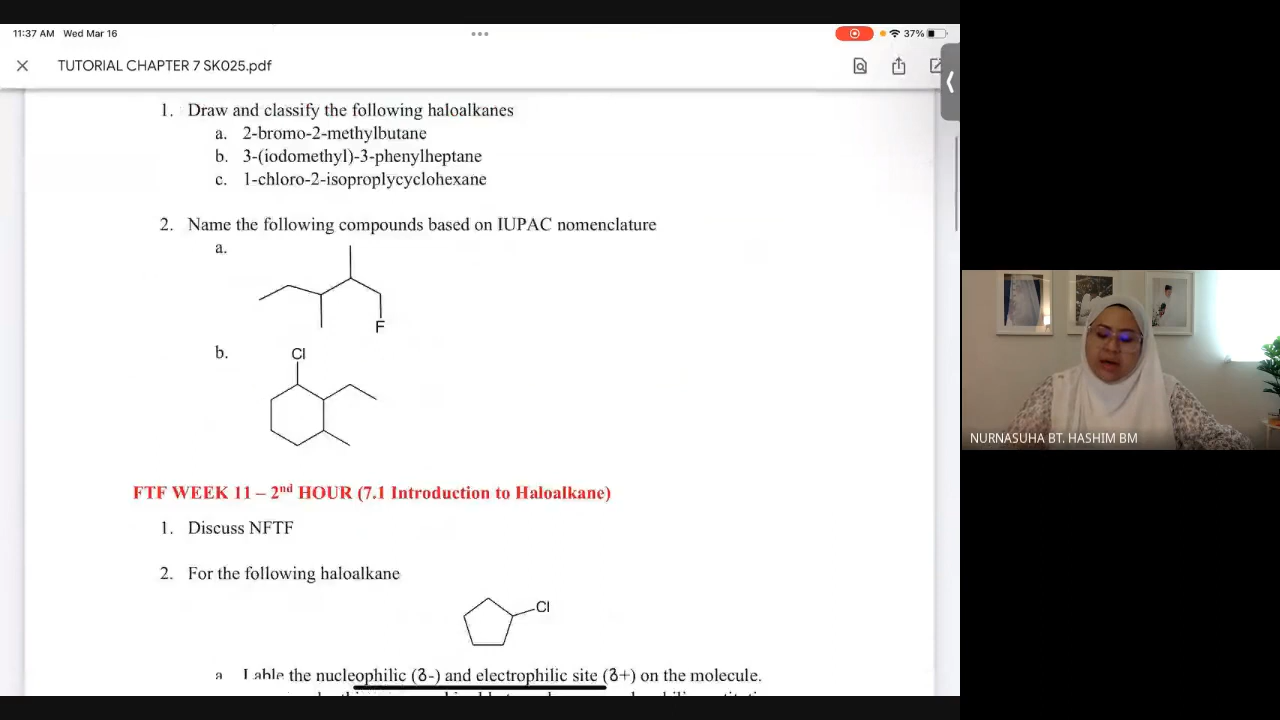 11:37 AM Wed Mar 16
37%
TUTORIAL CHAPTER 7 SK025.pdf
1. Draw and classify the following haloalkanes
a. 2-bromo-2-methylbutane
b. 3-(iodomethyl)-3-phenylheptane
c. 1-chloro-2-isoproplycyclohexane
2. Name the following compounds based on IUPAC nomenclature
a.
F
b.
Cl
NURNASUHA BT. HASHIM BM
FTF WEEK 11 – 2nd HOUR (7.1 Introduction to Haloalkane)
1. Discuss NFTF
2. For the following haloalkane
Cl
a Lable the nucleophilic (δ-) and electrophilic site (δ+) on the molecule.